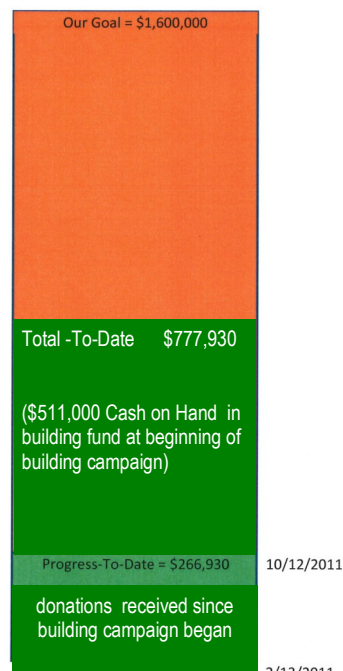 Our Goal = $1,600,000
Total -To-Date $777,930
($511,000 Cash on Hand in
building fund at beginning of
building campaign)
Progress-To-Date = $266,930 10/12/2011
donations received since
building campaign began